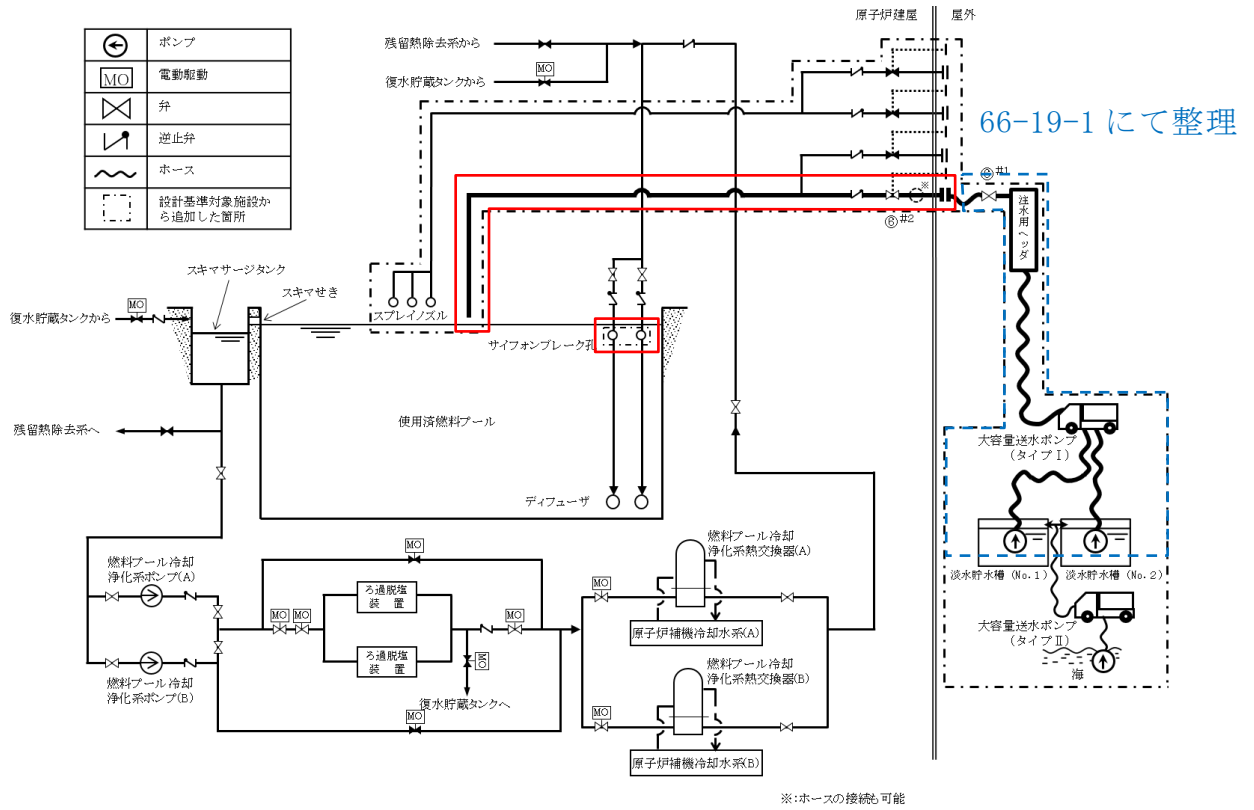 原子炉建屋
屋外
ポンプ
MO
電動駆動
弁
逆止弁
ホース
設計基準対象施設か
ら追加した箇所
残留熱除去系から
復水貯蔵タンクから
MO
66-19-1 にて整理
※
⑥#2
⑥#1
注水用ヘッダ
スキマサージタンク
スキマせき
復水貯蔵タンクから
MO
スプレイノズル
サイフォンブレーク孔
使用済燃料プール
残留熱除去系へ
ディフューザ
大容量送水ポンプ
(タイプⅠ)
淡水貯水槽 (No.1)
淡水貯水槽 (No.2)
大容量送水ポンプ
(タイプⅡ)
海
燃料プール冷却
浄化系ポンプ(A)
燃料プール冷却
浄化系ポンプ(B)
MO
MO
MO
ろ過脱塩
装 置
ろ過脱塩
装 置
MO
MO
復水貯蔵タンクへ
MO
燃料プール冷却
浄化系熱交換器(A)
MO
原子炉補機冷却水系(A)
燃料プール冷却
浄化系熱交換器(B)
MO
原子炉補機冷却水系(B)
※:ホースの接続も可能